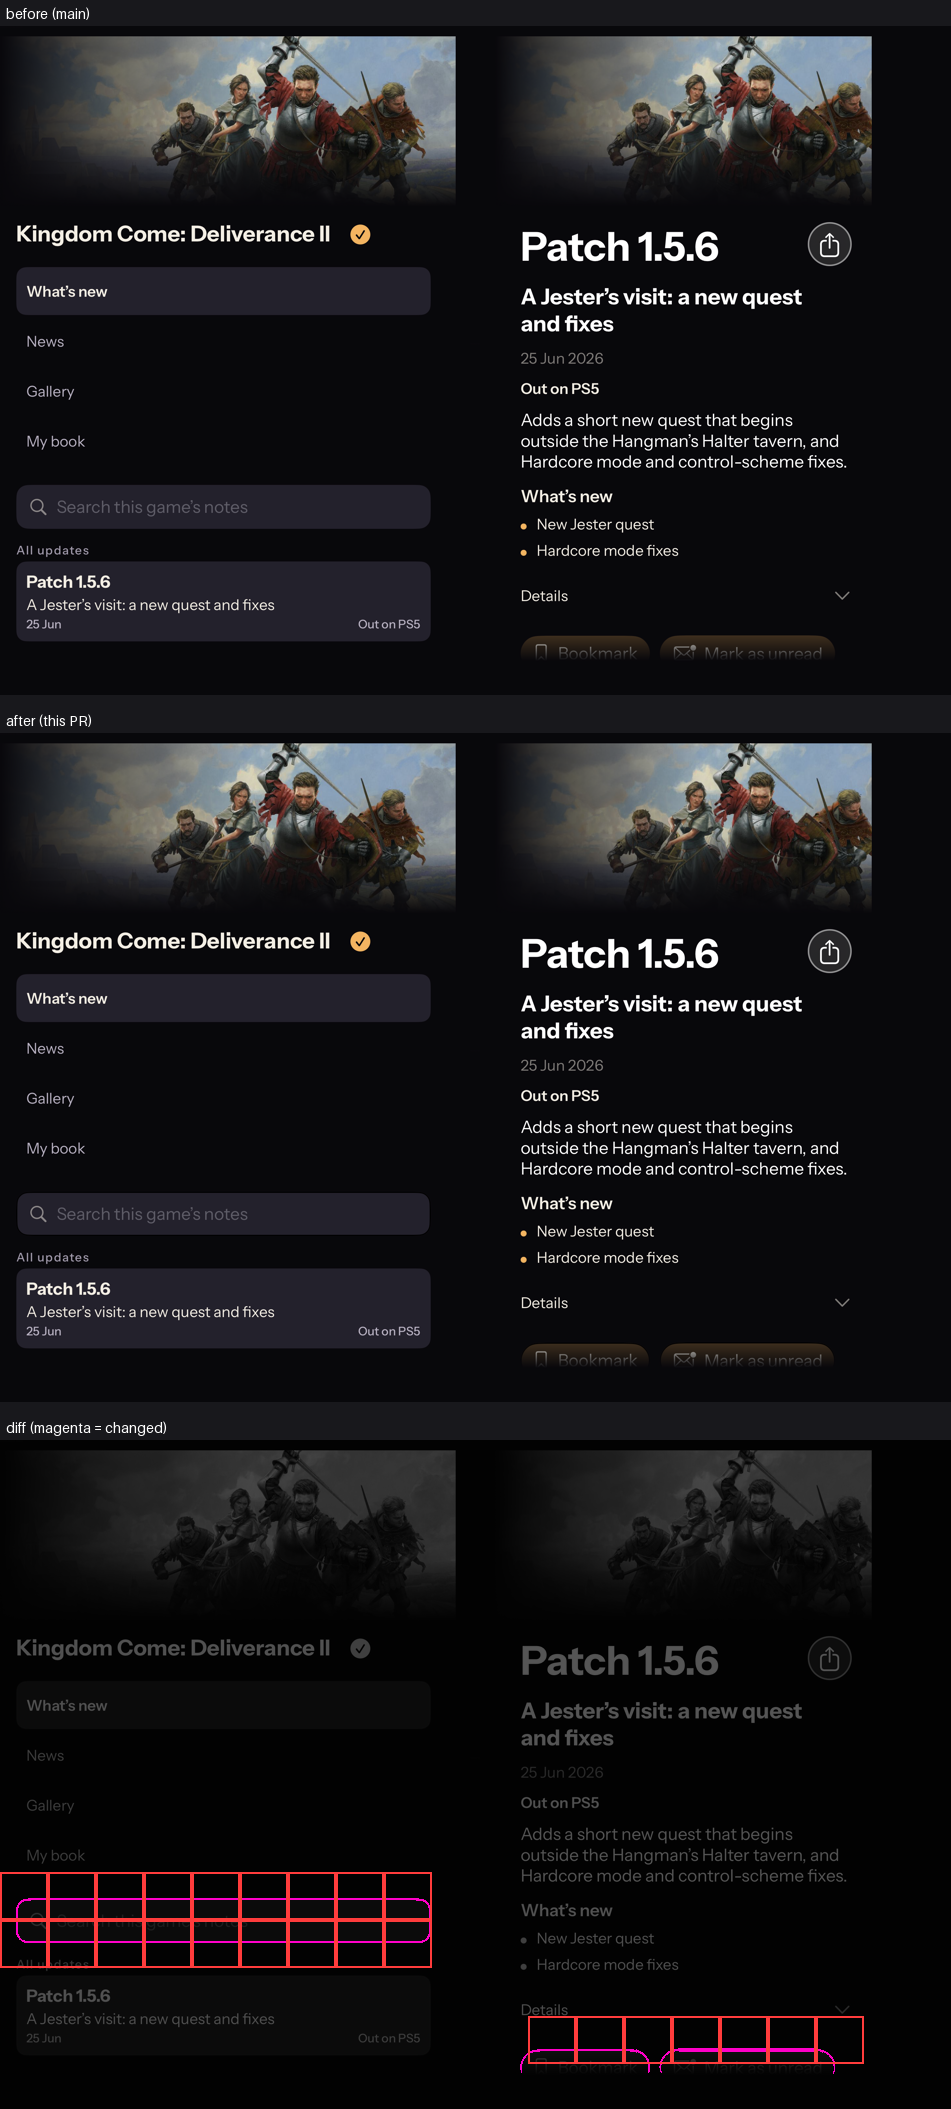 before (main)
Kingdom Come: Deliverance II
What's new
News
Gallery
My book
Search this game's notes
All updates
Patch 1.5.6
A Jester's visit: a new quest and fixes
25 Jun
Out on PS5
Patch 1.5.6
A Jester's visit: a new quest
and fixes
25 Jun 2026
Out on PS5
Adds a short new quest that begins
outside the Hangman's Halter tavern, and
Hardcore mode and control-scheme fixes.
What's new
New Jester quest
Hardcore mode fixes
Details
Bookmark
Mark as unread
after (this PR)
Kingdom Come: Deliverance II
What's new
News
Gallery
My book
Search this game's notes
All updates
Patch 1.5.6
A Jester's visit: a new quest and fixes
25 Jun
Out on PS5
Patch 1.5.6
A Jester's visit: a new quest
and fixes
25 Jun 2026
Out on PS5
Adds a short new quest that begins
outside the Hangman's Halter tavern, and
Hardcore mode and control-scheme fixes.
What's new
New Jester quest
Hardcore mode fixes
Details
Bookmark
Mark as unread
diff (magenta = changed)
Kingdom Come: Deliverance II
What's new
News
Gallery
My book
Search this game's notes
All updates
Patch 1.5.6
A Jester's visit: a new quest and fixes
25 Jun
Out on PS5
Patch 1.5.6
A Jester's visit: a new quest
and fixes
25 Jun 2026
Out on PS5
Adds a short new quest that begins
outside the Hangman's Halter tavern, and
Hardcore mode and control-scheme fixes.
What's new
New Jester quest
Hardcore mode fixes
Details
Bookmark
Mark as unread